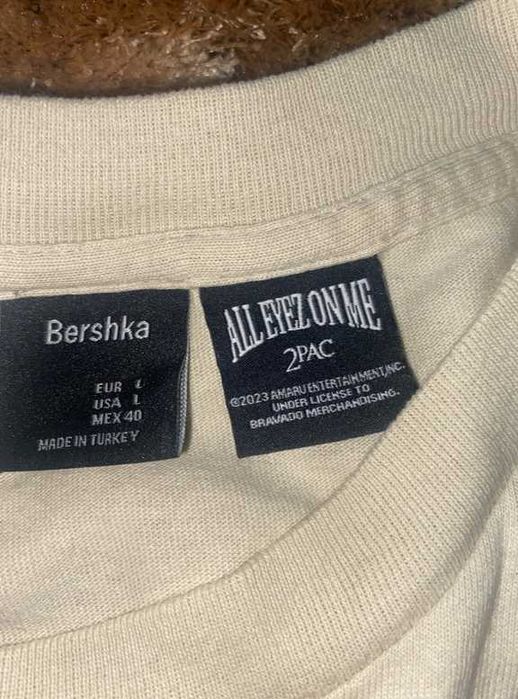 Bershka
EUR L
USA L
MEX 40
MADE IN TURKEY
ALL EYEZ ON ME
2PAC
©2023 AMARU ENTERTAINMENT, INC.
UNDER LICENSE TO
BRAVADO MERCHANDISING.